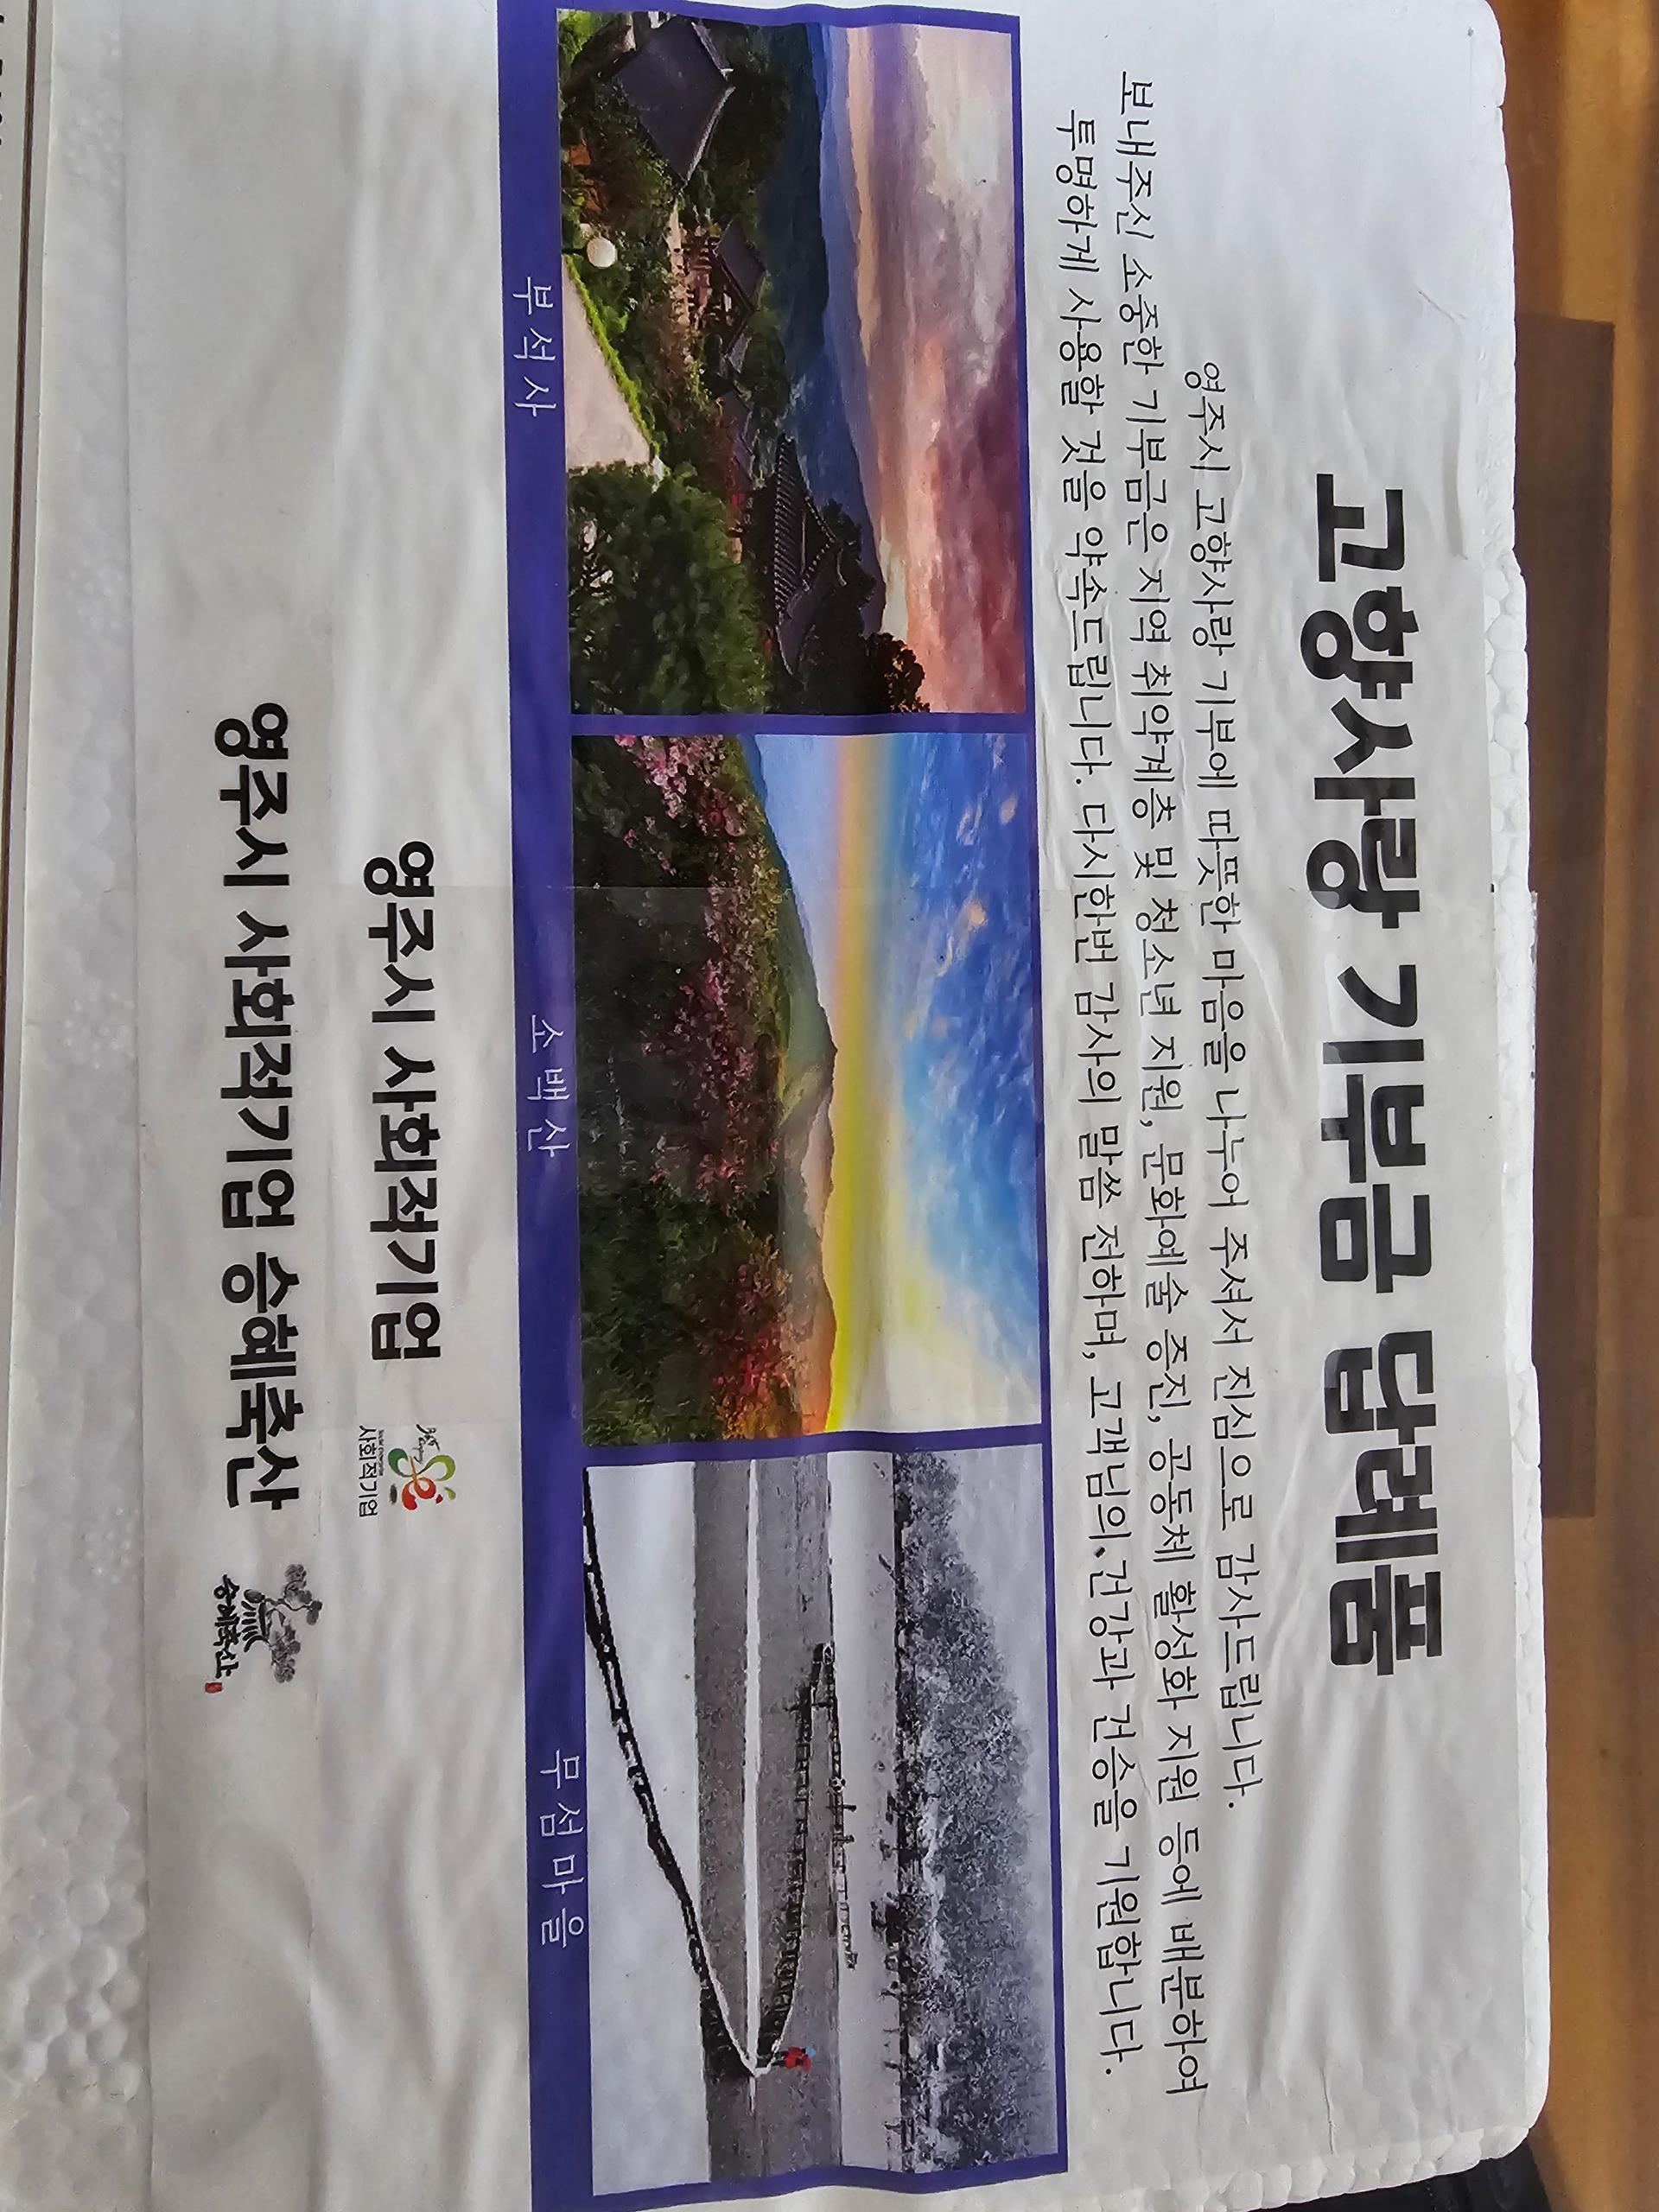 고향사랑 기부금 답례품
영주시 고향사랑 기부에 따뜻한 마음을 나누어 주셔서 진심으로 감사드립니다.
보내주신 소중한 기부금은 지역 취약계층 및 청소년 지원, 문화예술 증진, 공동체 활성화 지원 등에 배분하여
투명하게 사용할 것을 약속드립니다. 다시한번 감사의 말씀 전하며, 고객님의 건강과 건승을 기원합니다.
부석사
소백산
무섬마을
영주시 사회적기업
사회적기업
영주시 사회적기업 송혜축산
송혜축산